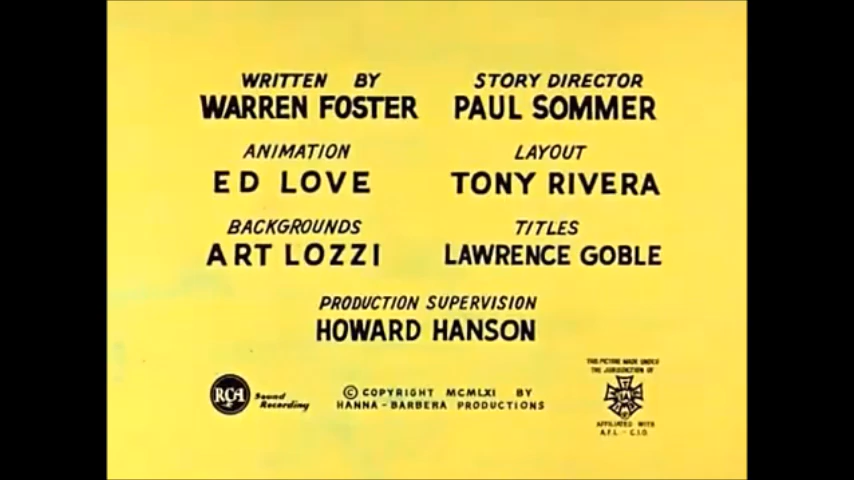 WRITTEN BY
WARREN FOSTER
STORY DIRECTOR
PAUL SOMMER
ANIMATION
ED LOVE
LAYOUT
TONY RIVERA
BACKGROUNDS
ART LOZZI
TITLES
LAWRENCE GOBLE
PRODUCTION SUPERVISION
HOWARD HANSON
RCA
Sound
Recording
© COPYRIGHT MCMLXI BY
HANNA-BARBERA PRODUCTIONS
THIS PICTURE MADE UNDER
THE JURISDICTION OF
AFFILIATED WITH
A.F.L.-C.I.O.